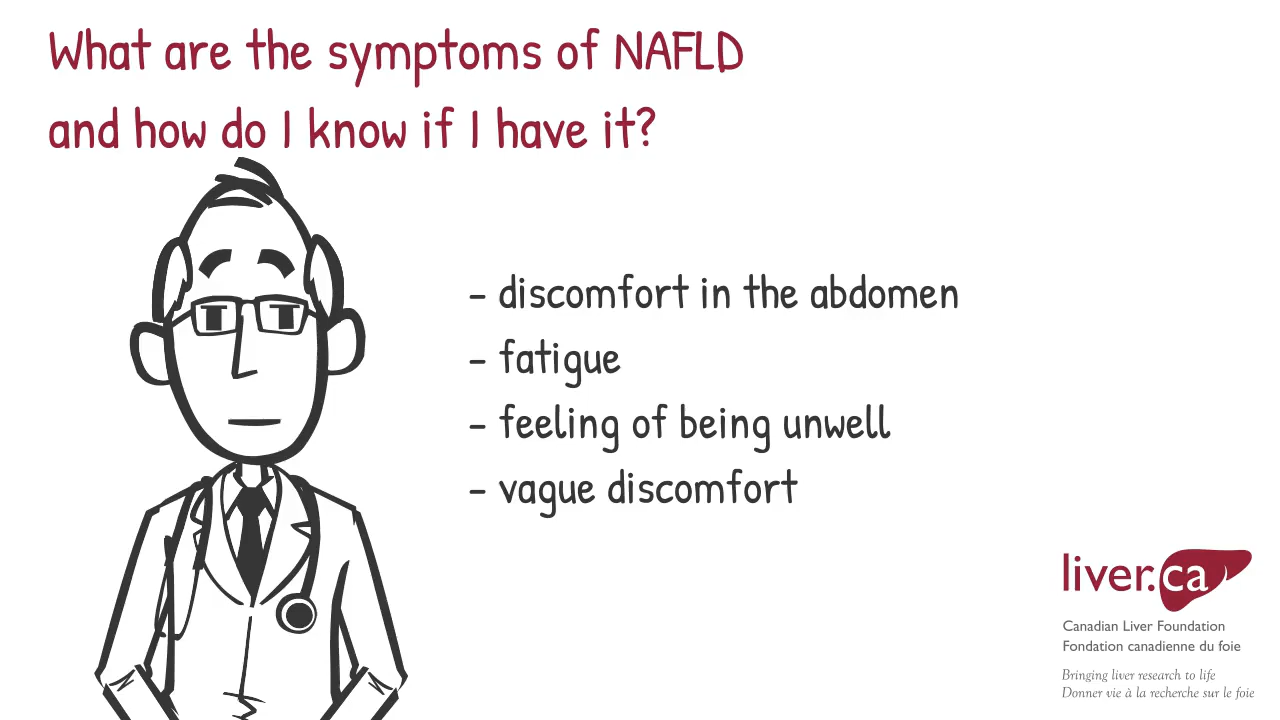 What are the symptoms of NAFLD
and how do I know if I have it?
- discomfort in the abdomen
- fatigue
- feeling of being unwell
- vague discomfort
liver.ca
Canadian Liver Foundation
Fondation canadienne du foie
Bringing liver research to life
Donner vie à la recherche sur le foie